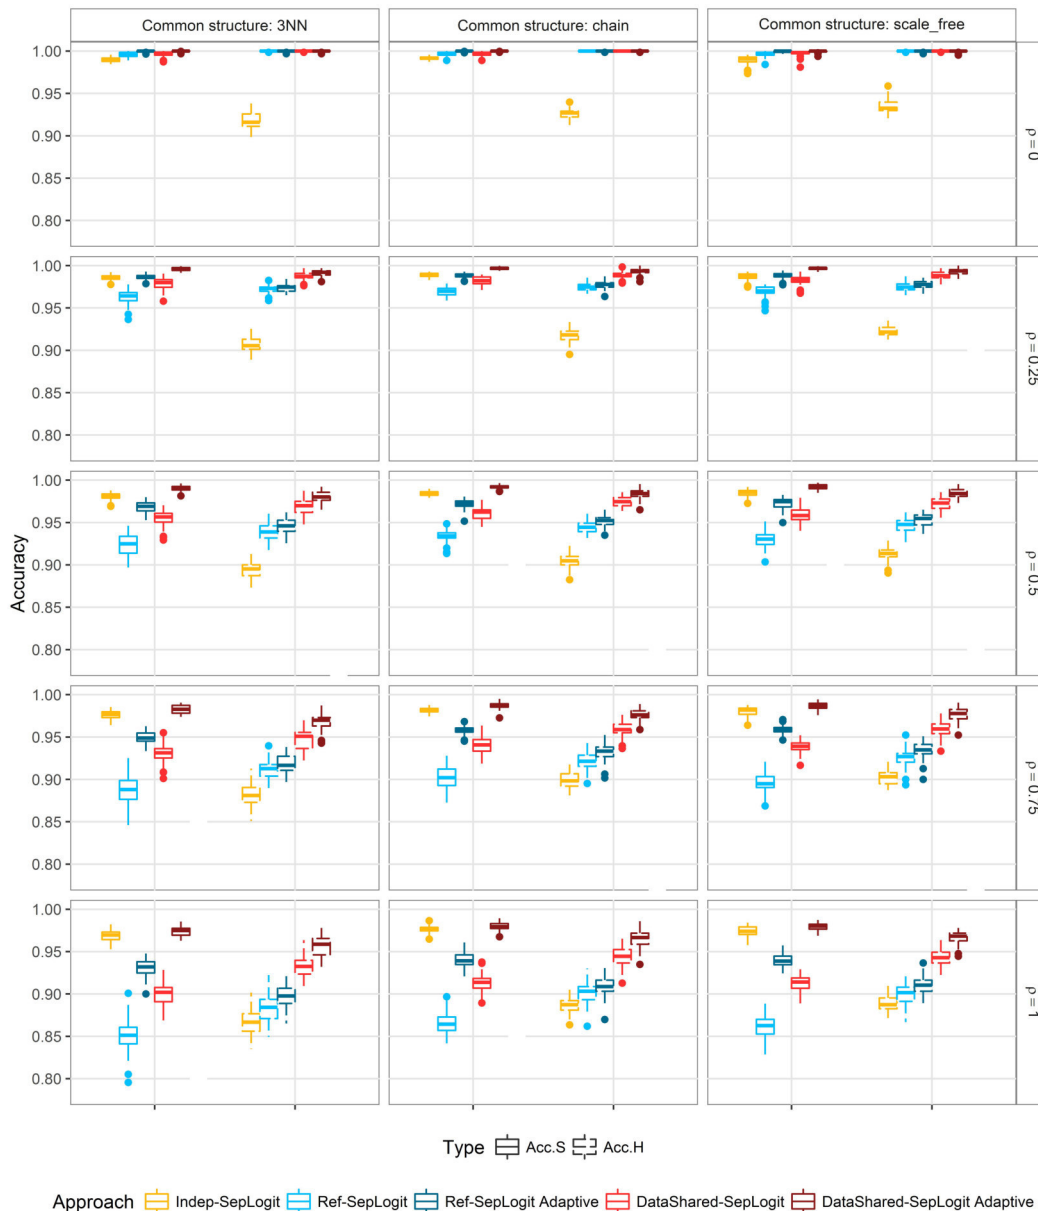 Common structure: 3NN
Common structure: chain
Common structure: scale_free
1.00
0.95
0.90
0.85
0.80
ρ = 0
1.00
0.95
0.90
0.85
0.80
ρ = 0.25
Accuracy
1.00
0.95
0.90
0.85
0.80
ρ = 0.5
1.00
0.95
0.90
0.85
0.80
ρ = 0.75
1.00
0.95
0.90
0.85
0.80
ρ = 1
Type Acc.S Acc.H
Approach Indep-SepLogit Ref-SepLogit Ref-SepLogit Adaptive DataShared-SepLogit DataShared-SepLogit Adaptive